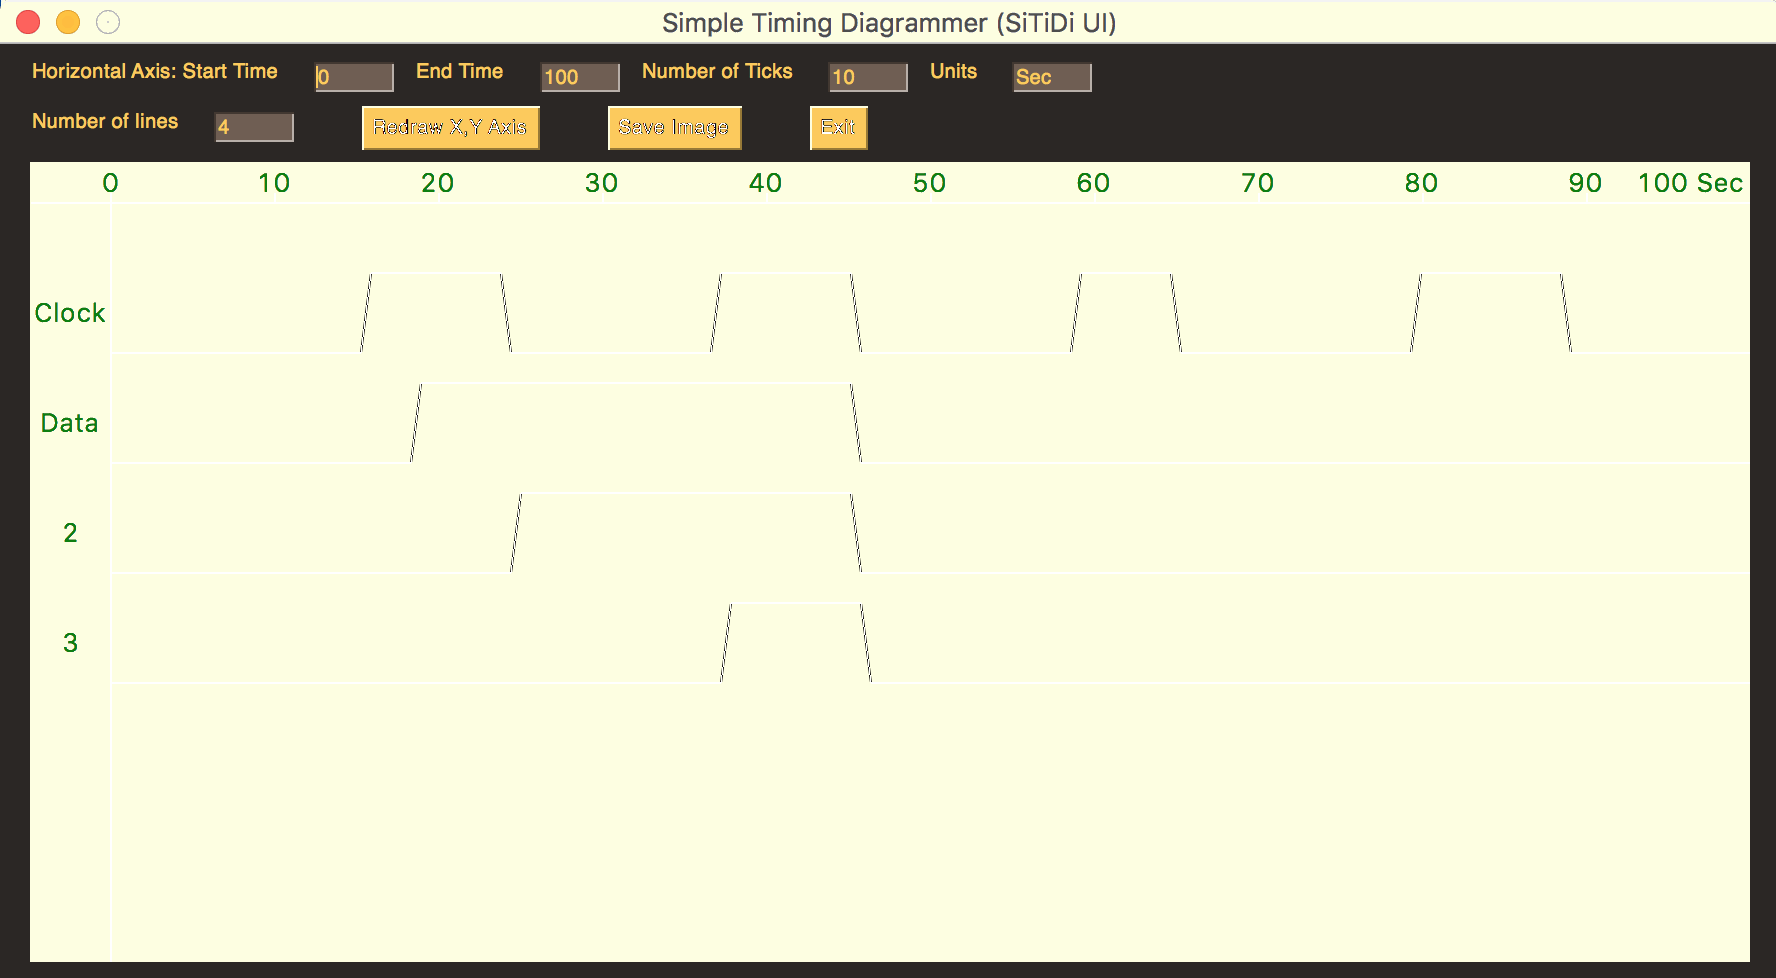 Simple Timing Diagrammer (SiTiDi UI)
Horizontal Axis: Start Time 0 End Time 100 Number of Ticks 10 Units Sec
Number of lines 4 Redraw X,Y Axis Save Image Exit
0 10 20 30 40 50 60 70 80 90 100 Sec
Clock
Data
2
3